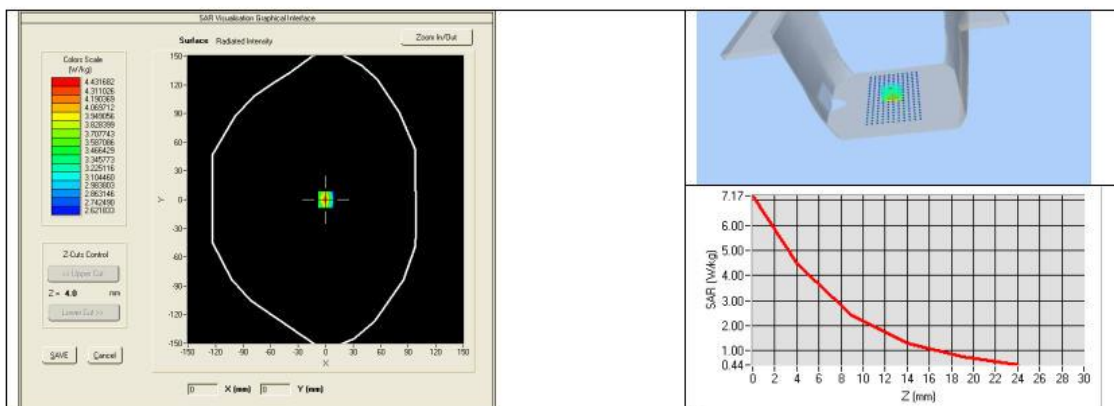 SAR Visualisation Graphical Interface
Surface Radiated Intensity
Zoom In/Out
Colors Scale
(W/kg)
4.431682
4.311026
4.190369
4.069712
3.949056
3.828399
3.707743
3.587086
3.466429
3.345773
3.225116
3.104460
2.983803
2.863146
2.742490
2.621833
Z-Cuts Control
<< Upper Cut
Z = 4.0 mm
Lower Cut >>
SAVE Cancel
150
120
90
60
30
0
-30
-60
-90
-120
-150
Y
-150 -120 -90 -60 -30 0 30 60 90 120 150
X
0 X (mm) 0 Y (mm)
7.17
6.00
5.00
4.00
3.00
2.00
1.00
0.44
SAR (W/kg)
0 2 4 6 8 10 12 14 16 18 20 22 24 26 28 30
Z (mm)